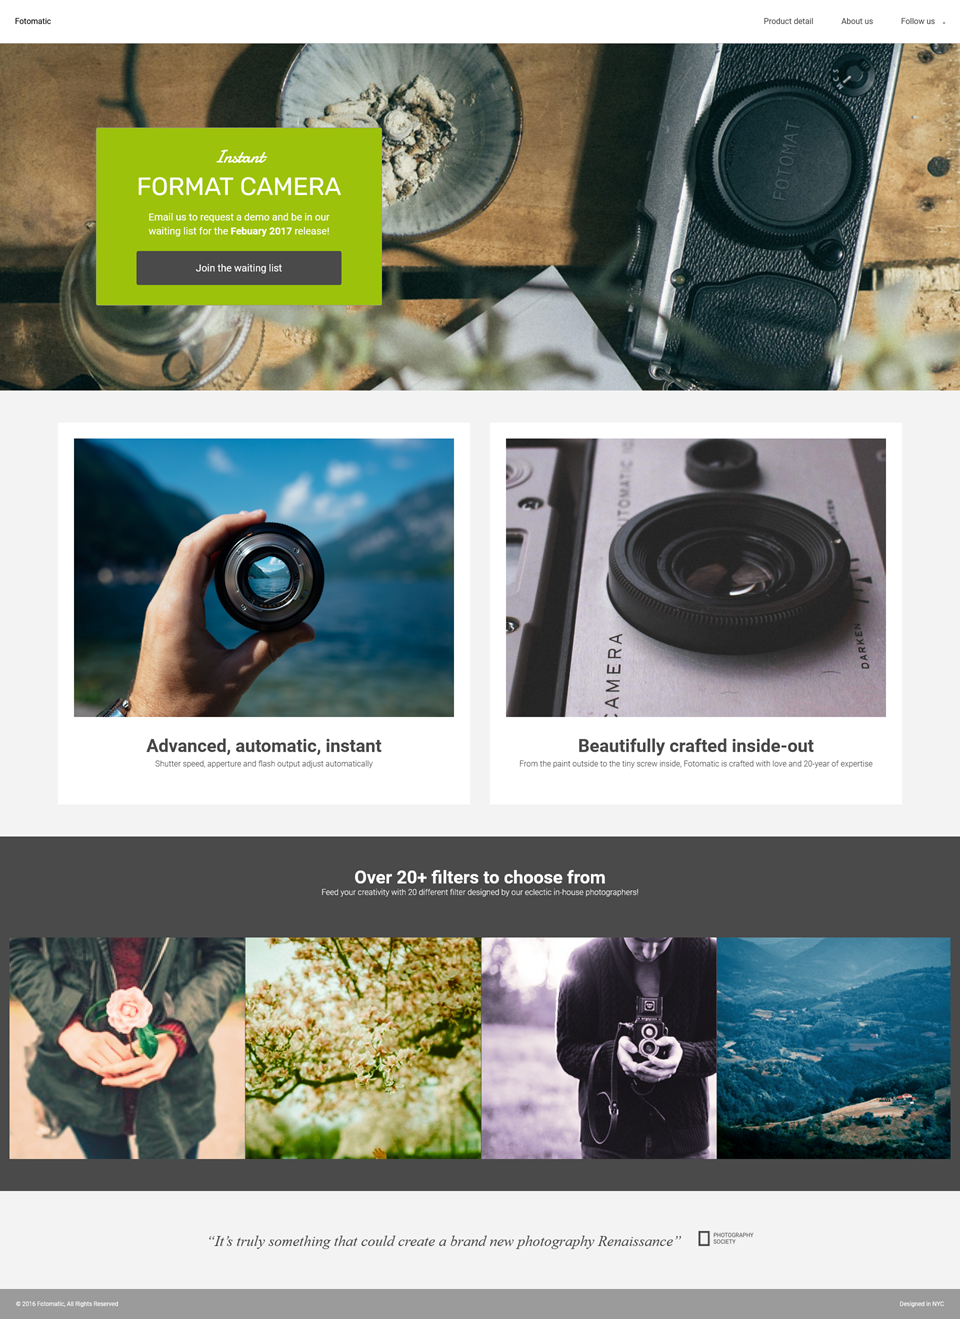 Fotomatic
Product detail
About us
Follow us
Instant
FORMAT CAMERA
Email us to request a demo and be in our
waiting list for the Febuary 2017 release!
Join the waiting list
FOTOMAT
AUTOMATIC
CAMERA
DARKEN
Advanced, automatic, instant
Shutter speed, apperture and flash output adjust automatically
Beautifully crafted inside-out
From the paint outside to the tiny screw inside, Fotomatic is crafted with love and 20-year of expertise
Over 20+ filters to choose from
Feed your creativity with 20 different filter designed by our eclectic in-house photographers!
“It’s truly something that could create a brand new photography Renaissance”
PHOTOGRAPHY
SOCIETY
© 2016 Fotomatic, All Rights Reserved
Designed in NYC